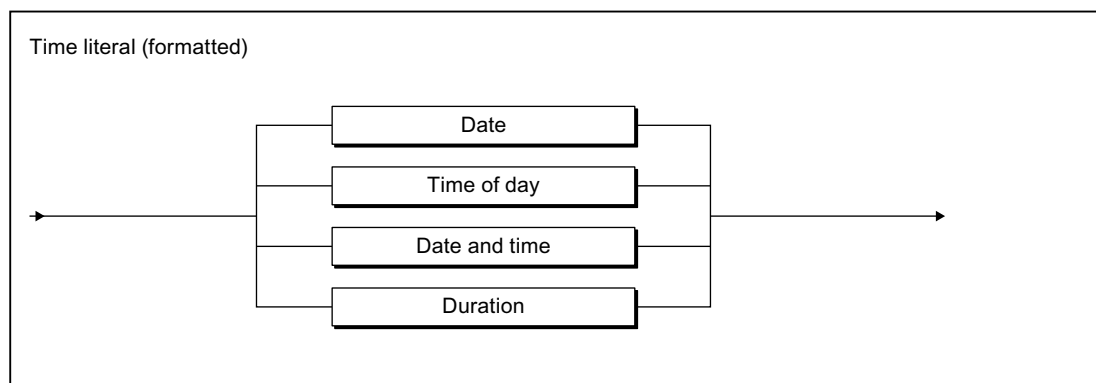 Time literal (formatted)
Date
Time of day
Date and time
Duration